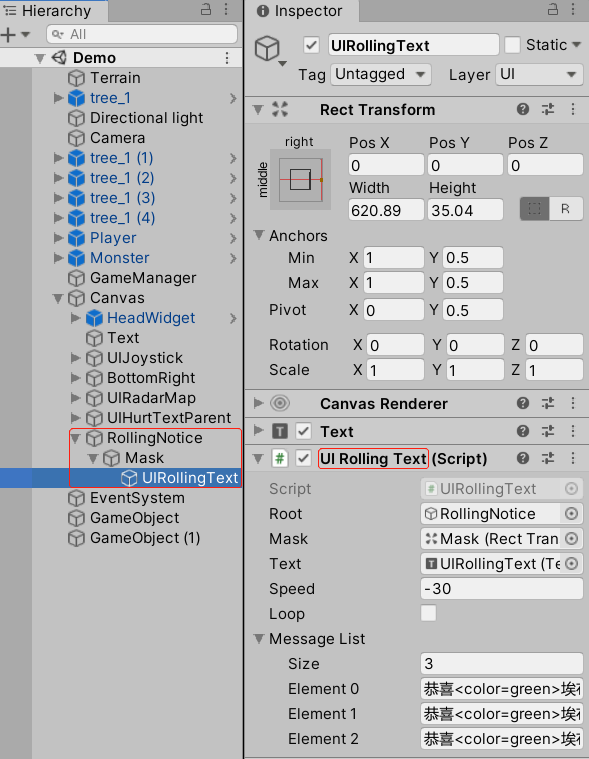 Hierarchy
All
Demo
Terrain
tree_1
Directional light
Camera
tree_1 (1)
tree_1 (2)
tree_1 (3)
tree_1 (4)
Player
Monster
GameManager
Canvas
HeadWidget
Text
UIJoystick
BottomRight
UIRadarMap
UIHurtTextParent
RollingNotice
Mask
UIRollingText
EventSystem
GameObject
GameObject (1)
Inspector
UIRollingText Static
Tag Untagged Layer UI
Rect Transform
right Pos X Pos Y Pos Z
middle 0 0 0
Width Height
620.89 35.04 R
Anchors
Min X 1 Y 0.5
Max X 1 Y 0.5
Pivot X 0 Y 0.5
Rotation X 0 Y 0 Z 0
Scale X 1 Y 1 Z 1
Canvas Renderer
T Text
# UI Rolling Text (Script)
Script # UIRollingText
Root RollingNotice
Mask Mask (Rect Tran
Text T UIRollingText (Te
Speed -30
Loop
Message List
Size 3
Element 0 恭喜<color=green>埃
Element 1 恭喜<color=green>埃
Element 2 恭喜<color=green>埃